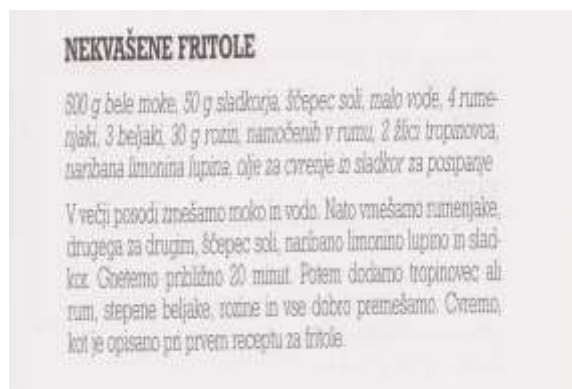 NEKVAŠENE FRITOLE
500 g bele moke, 50 g sladkorja, ščepec soli, malo vode, 4 rume-
njaki, 3 beljaki, 30 g rozin, namočenih v rumu, 2 žlici tropinovca,
naribana limonina lupina, olje za cvrenje in sladkor za posipanje
V večji posodi zmešamo moko in vodo. Nato vmešamo rumenjake,
drugega za drugim, ščepec soli, naribano limonino lupino in slad-
kor. Gnetemo približno 20 minut. Potem dodamo tropinovec ali
rum, stepene beljake, rozine in vse dobro premešamo. Cvremo,
kot je opisano pri prvem receptu za fritole.